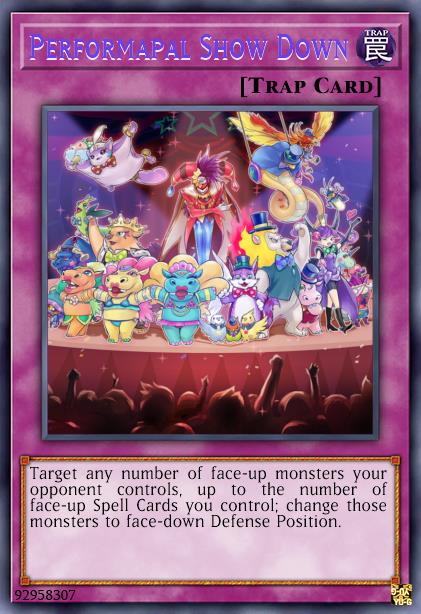 Performapal Show Down
TRAP
罠
[Trap Card]
Target any number of face-up monsters your
opponent controls, up to the number of
face-up Spell Cards you control; change those
monsters to face-down Defense Position.
92958307